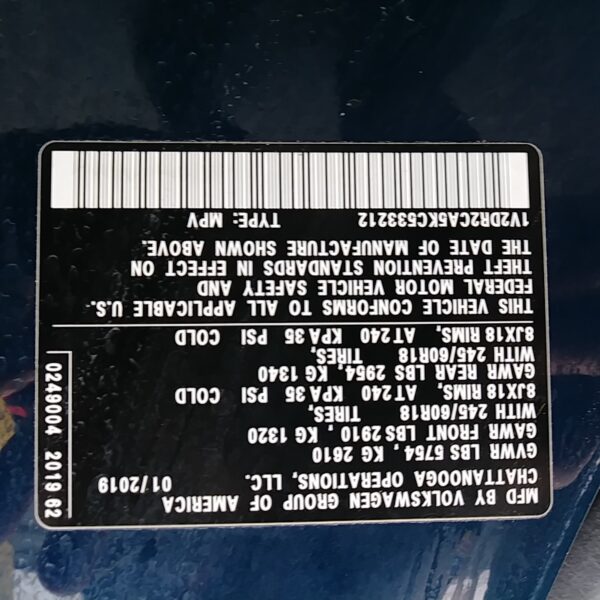 MFD BY VOLKSWAGEN GROUP OF AMERICA
CHATTANOOGA OPERATIONS, LLC. 01/2019
GVWR LBS 5754, KG 2610
GAWR FRONT LBS 2910, KG 1320
WITH 245/60R18 TIRES,
8JX18 RIMS, AT 240 KPA 35 PSI COLD
GAWR REAR LBS 2954, KG 1340
WITH 245/60R18 TIRES,
8JX18 RIMS, AT 240 KPA 35 PSI COLD
THIS VEHICLE CONFORMS TO ALL APPLICABLE U.S.
FEDERAL MOTOR VEHICLE SAFETY AND
THEFT PREVENTION STANDARDS IN EFFECT ON
THE DATE OF MANUFACTURE SHOWN ABOVE.
1V2DR2CA5KC533212 TYPE: MPV
0249004 2019 62